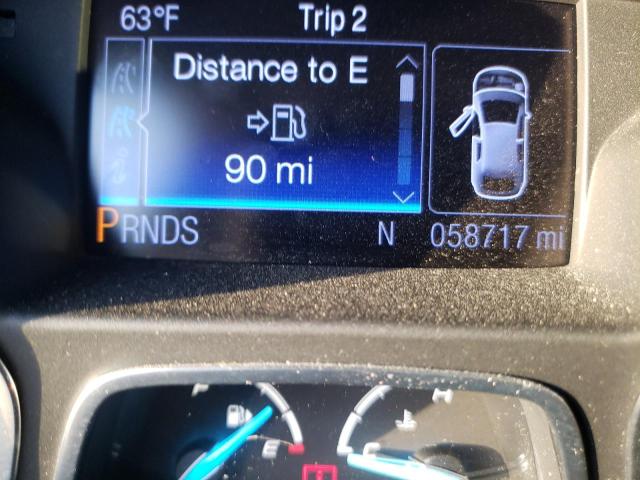 63°F Trip 2
Distance to E
90 mi
PRNDS N 058717 mi
F H
E C